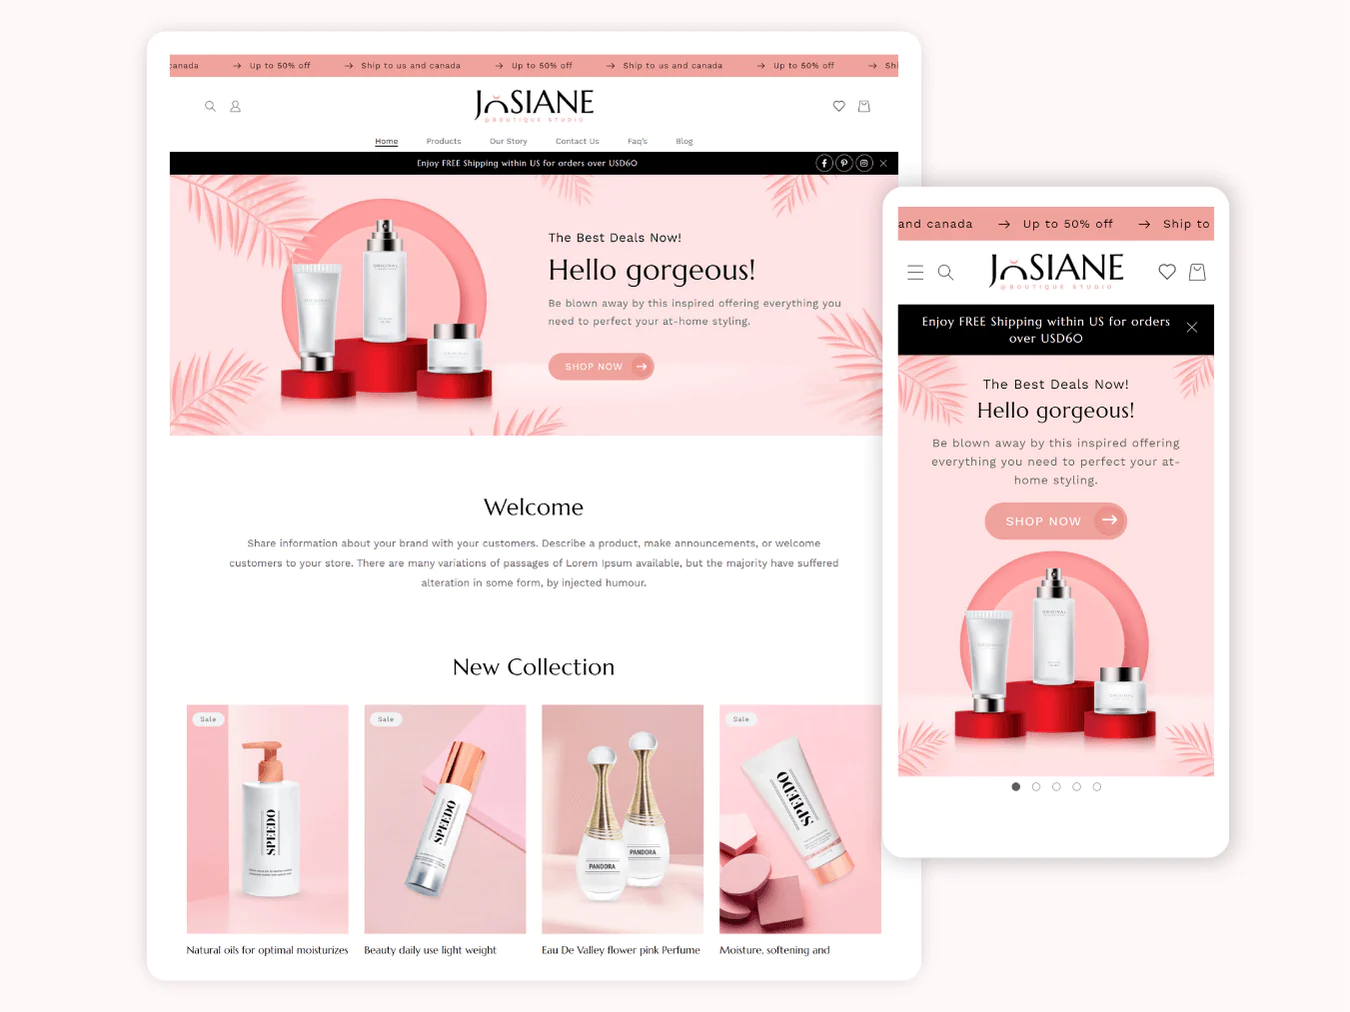 canada → Up to 50% off → Ship to us and canada → Up to 50% off → Ship to us and canada → Up to 50% off → Shi
JOSIANE
@BOUTIQUE STUDIO
Home Products Our Story Contact Us Faq's Blog
Enjoy FREE Shipping within US for orders over USD60
The Best Deals Now!
Hello gorgeous!
Be blown away by this inspired offering everything you
need to perfect your at-home styling.
SHOP NOW →
ORIGINAL
ORIGINAL
ORIGINAL
Welcome
Share information about your brand with your customers. Describe a product, make announcements, or welcome
customers to your store. There are many variations of passages of Lorem Ipsum available, but the majority have suffered
alteration in some form, by injected humour.
New Collection
Sale
SPEEDO
Natural oils for optimal moisturizes
Sale
SPEEDO
Beauty daily use light weight
PANDORA
PANDORA
Eau De Valley flower pink Perfume
Sale
SPEEDO
Moisture, softening and
and canada → Up to 50% off → Ship to
JOSIANE
@BOUTIQUE STUDIO
Enjoy FREE Shipping within US for orders
over USD60
The Best Deals Now!
Hello gorgeous!
Be blown away by this inspired offering
everything you need to perfect your at-
home styling.
SHOP NOW →
ORIGINAL
ORIGINAL
ORIGINAL